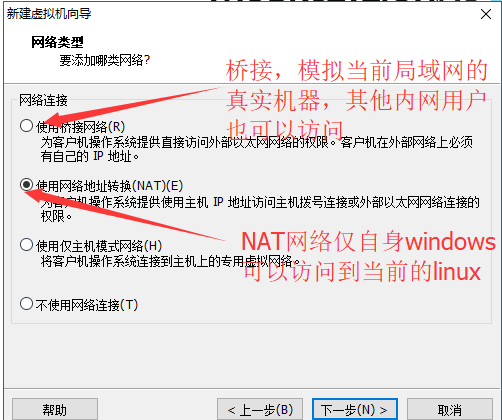 新建虚拟机向导
网络类型
要添加哪类网络?
桥接，模拟当前局域网的
真实机器，其他内网用户
也可以访问
网络连接
使用桥接网络(R)
为客户机操作系统提供直接访问外部以太网网络的权限。客户机在外部网络上必须
有自己的 IP 地址。
使用网络地址转换(NAT)(E)
为客户机操作系统提供使用主机 IP 地址访问主机拨号连接或外部以太网网络连接的
权限。
NAT网络仅自身windows
可以访问到当前的linux
使用仅主机模式网络(H)
将客户机操作系统连接到主机上的专用虚拟网络。
不使用网络连接(T)
帮助
< 上一步(B)
下一步(N) >
取消